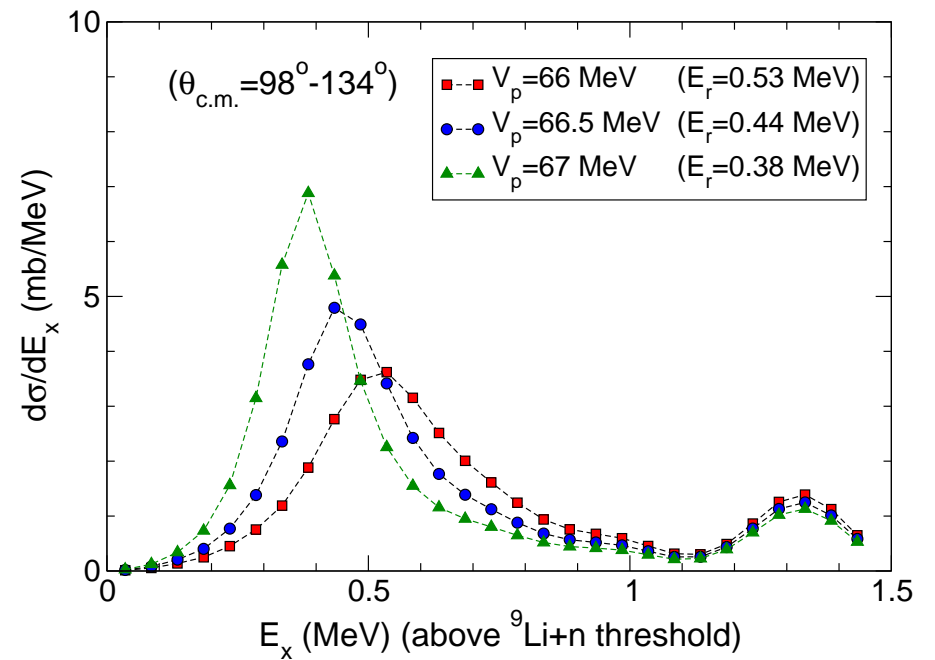 10
(θc.m.=98o-134o)
Vp=66 MeV (Er=0.53 MeV)
Vp=66.5 MeV (Er=0.44 MeV)
Vp=67 MeV (Er=0.38 MeV)
dσ/dEx (mb/MeV)
5
0
0 0.5 1 1.5
Ex (MeV) (above 9Li+n threshold)